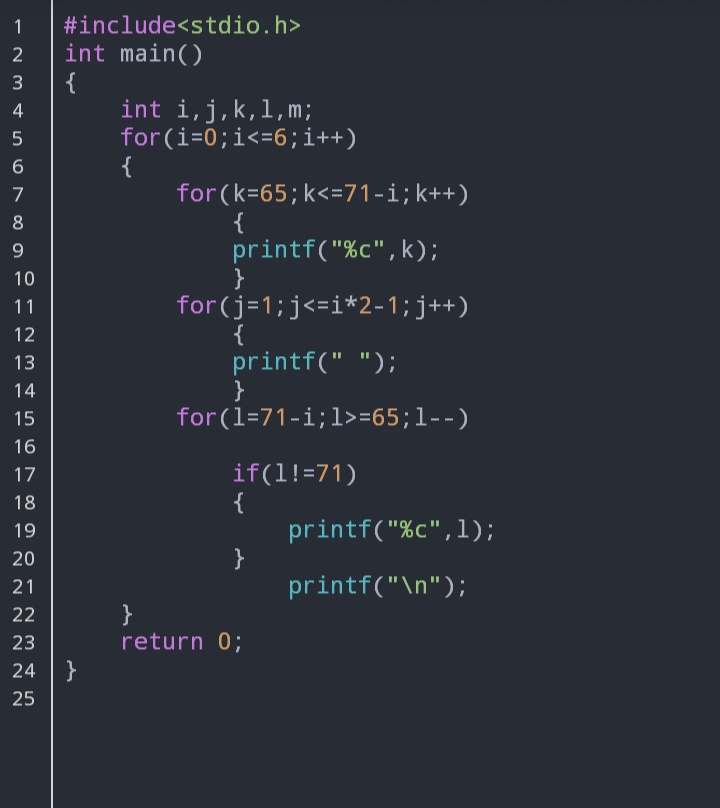 1 #include<stdio.h>
2 int main()
3 {
4     int i,j,k,l,m;
5     for(i=0;i<=6;i++)
6     {
7         for(k=65;k<=71-i;k++)
8             {
9             printf("%c",k);
10             }
11         for(j=1;j<=i*2-1;j++)
12             {
13             printf(" ");
14             }
15         for(l=71-i;l>=65;l--)
16
17             if(l!=71)
18             {
19                 printf("%c",l);
20             }
21                 printf("\n");
22     }
23     return 0;
24 }
25